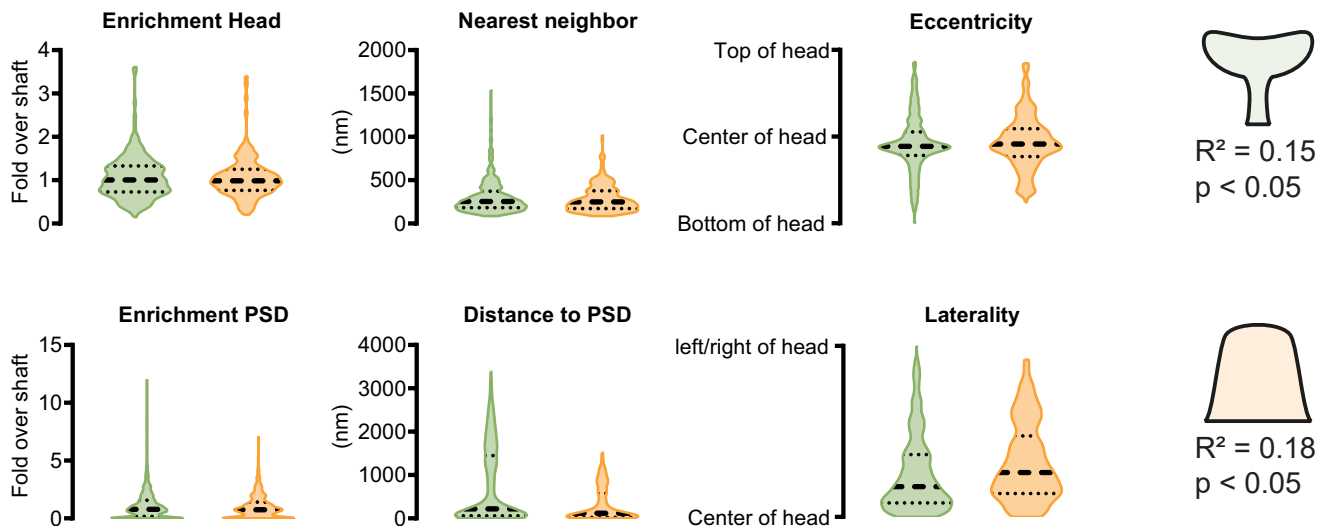 Enrichment Head
Fold over shaft
4
3
2
1
0
Nearest neighbor
(nm)
2000
1500
1000
500
0
Eccentricity
Top of head
Center of head
Bottom of head
R² = 0.15
p < 0.05
Enrichment PSD
Fold over shaft
15
10
5
0
Distance to PSD
(nm)
4000
3000
2000
1000
0
Laterality
left/right of head
Center of head
R² = 0.18
p < 0.05